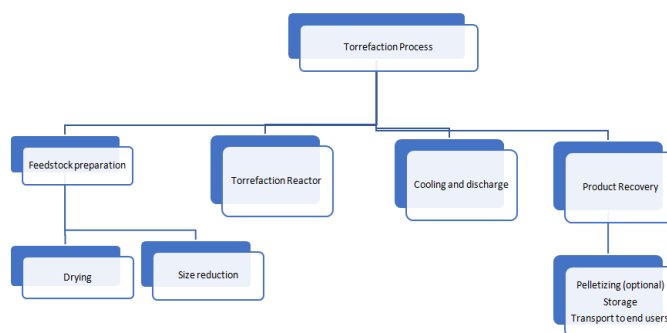 Torrefaction Process
Feedstock preparation
Torrefaction Reactor
Cooling and discharge
Product Recovery
Drying
Size reduction
Pelletizing (optional)
Storage
Transport to end users